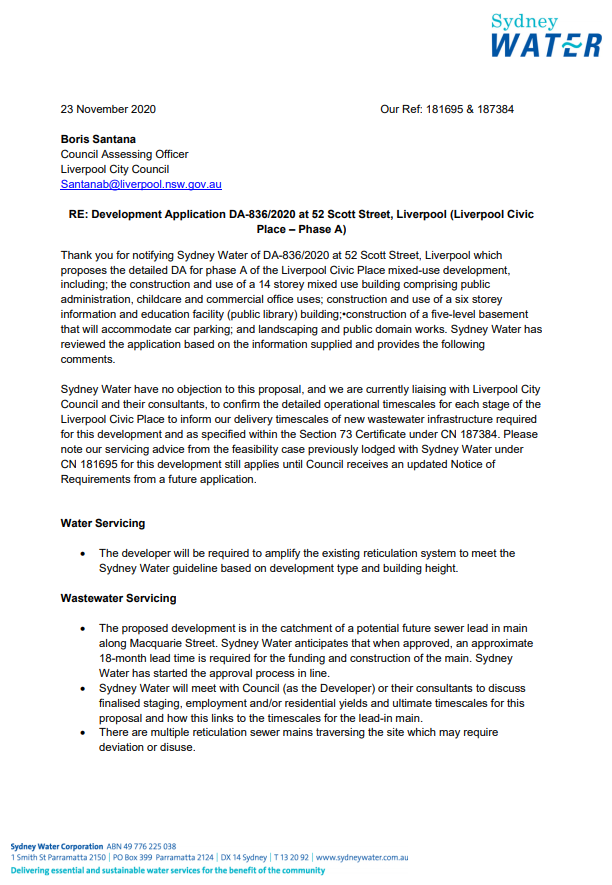 Sydney
WATER
23 November 2020 Our Ref: 181695 & 187384
Boris Santana
Council Assessing Officer
Liverpool City Council
Santanab@liverpool.nsw.gov.au
RE: Development Application DA-836/2020 at 52 Scott Street, Liverpool (Liverpool Civic
Place – Phase A)
Thank you for notifying Sydney Water of DA-836/2020 at 52 Scott Street, Liverpool which
proposes the detailed DA for phase A of the Liverpool Civic Place mixed-use development,
including; the construction and use of a 14 storey mixed use building comprising public
administration, childcare and commercial office uses; construction and use of a six storey
information and education facility (public library) building;•construction of a five-level basement
that will accommodate car parking; and landscaping and public domain works. Sydney Water has
reviewed the application based on the information supplied and provides the following
comments.
Sydney Water have no objection to this proposal, and we are currently liaising with Liverpool City
Council and their consultants, to confirm the detailed operational timescales for each stage of the
Liverpool Civic Place to inform our delivery timescales of new wastewater infrastructure required
for this development and as specified within the Section 73 Certificate under CN 187384. Please
note our servicing advice from the feasibility case previously lodged with Sydney Water under
CN 181695 for this development still applies until Council receives an updated Notice of
Requirements from a future application.
Water Servicing
• The developer will be required to amplify the existing reticulation system to meet the
Sydney Water guideline based on development type and building height.
Wastewater Servicing
• The proposed development is in the catchment of a potential future sewer lead in main
along Macquarie Street. Sydney Water anticipates that when approved, an approximate
18-month lead time is required for the funding and construction of the main. Sydney
Water has started the approval process in line.
• Sydney Water will meet with Council (as the Developer) or their consultants to discuss
finalised staging, employment and/or residential yields and ultimate timescales for this
proposal and how this links to the timescales for the lead-in main.
• There are multiple reticulation sewer mains traversing the site which may require
deviation or disuse.
Sydney Water Corporation ABN 49 776 225 038
1 Smith St Parramatta 2150 | PO Box 399 Parramatta 2124 | DX 14 Sydney | T 13 20 92 | www.sydneywater.com.au
Delivering essential and sustainable water services for the benefit of the community